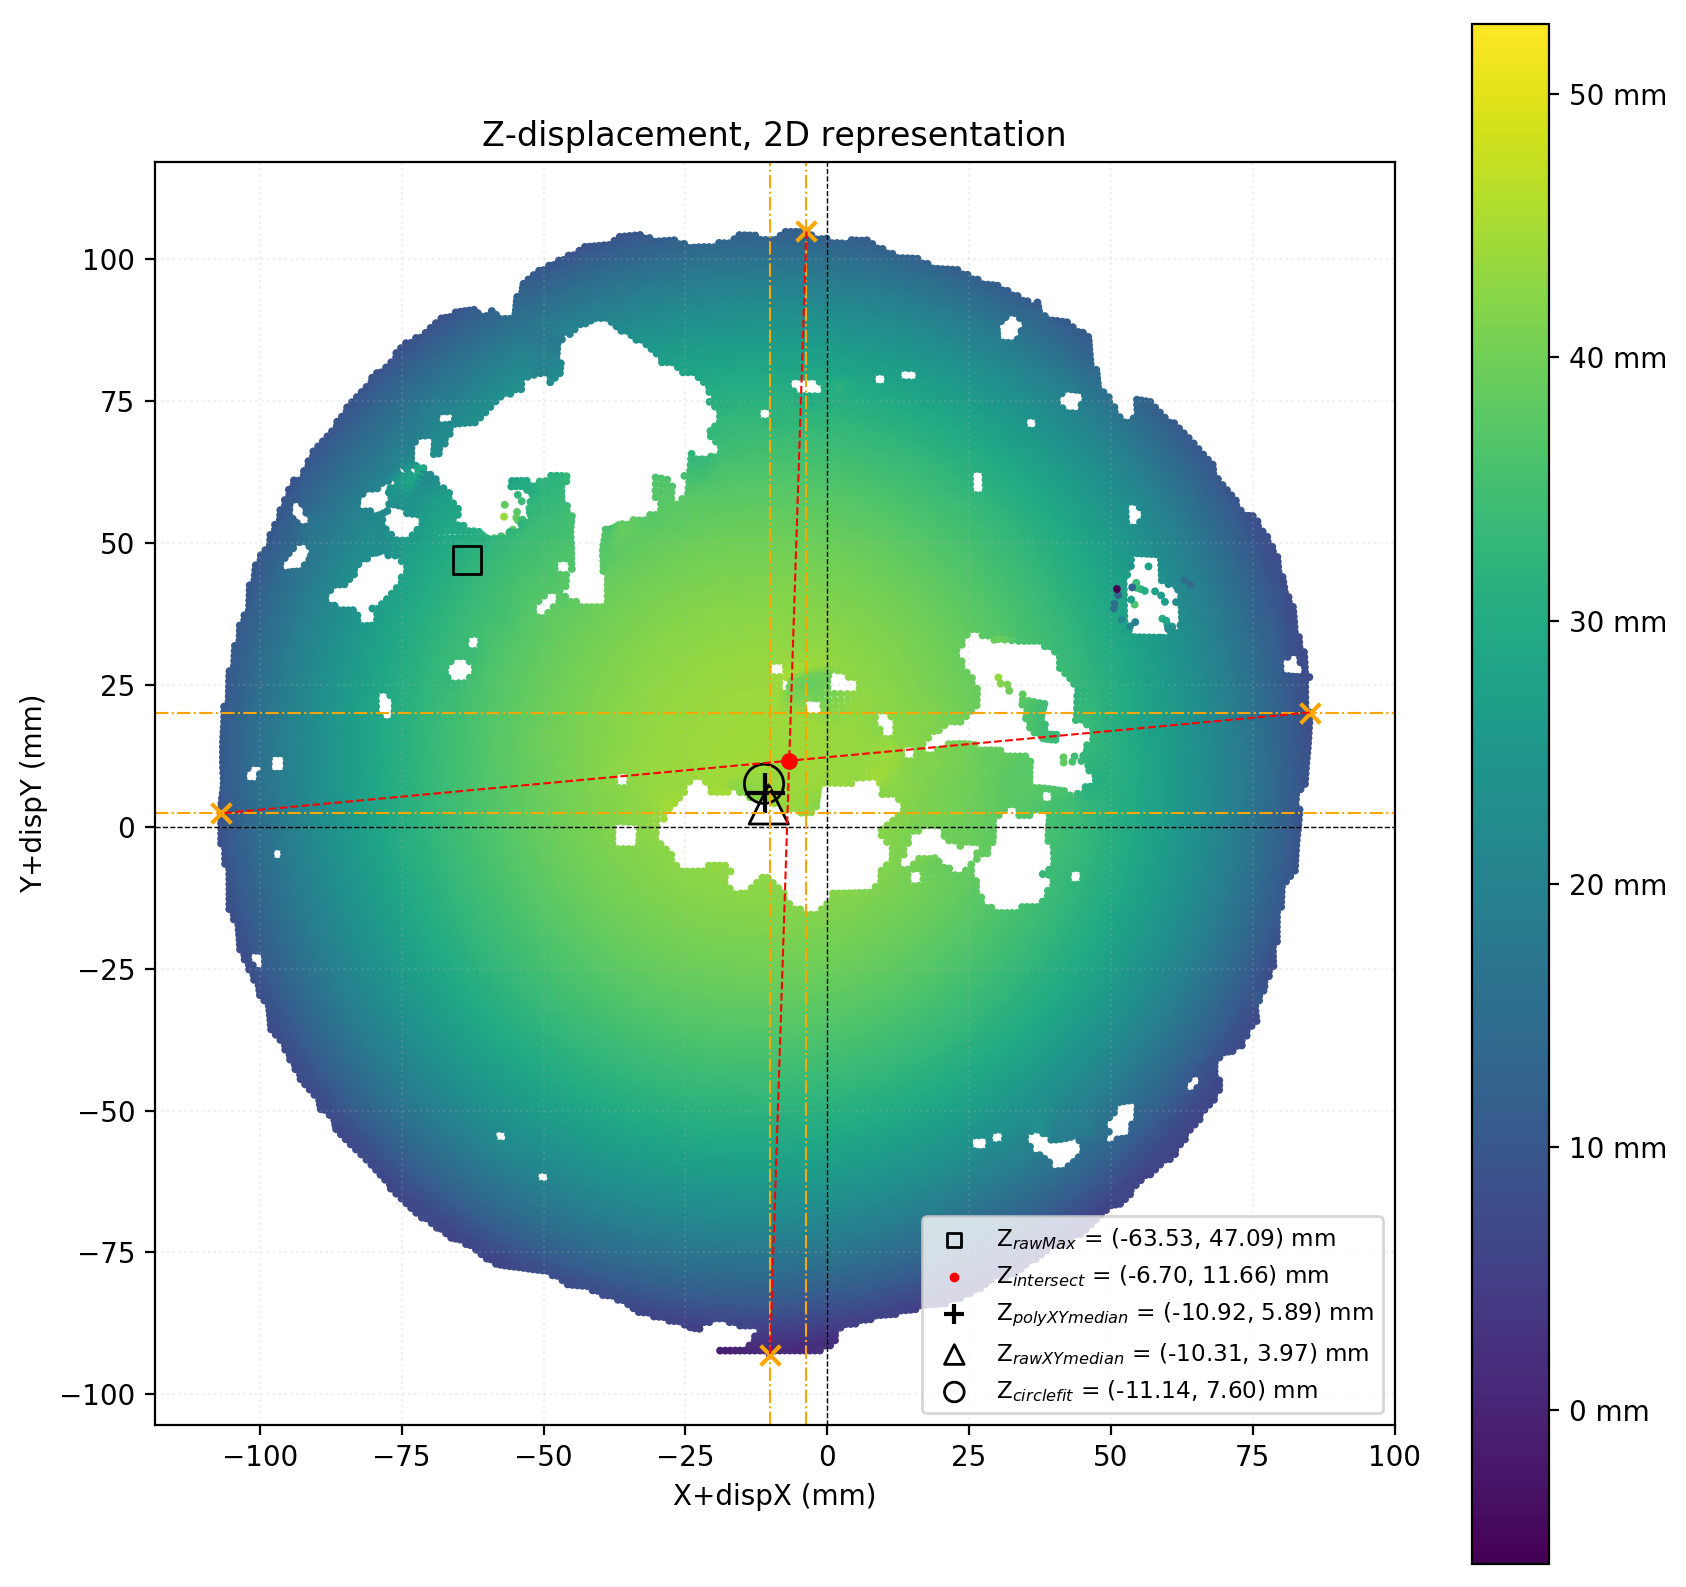 Z-displacement, 2D representation
50 mm
40 mm
30 mm
20 mm
10 mm
0 mm
100
75
50
25
0
−25
−50
−75
−100
Y+dispY (mm)
−100
−75
−50
−25
0
25
50
75
100
X+dispX (mm)
Z_rawMax = (-63.53, 47.09) mm
Z_intersect = (-6.70, 11.66) mm
Z_polyXYmedian = (-10.92, 5.89) mm
Z_rawXYmedian = (-10.31, 3.97) mm
Z_circlefit = (-11.14, 7.60) mm